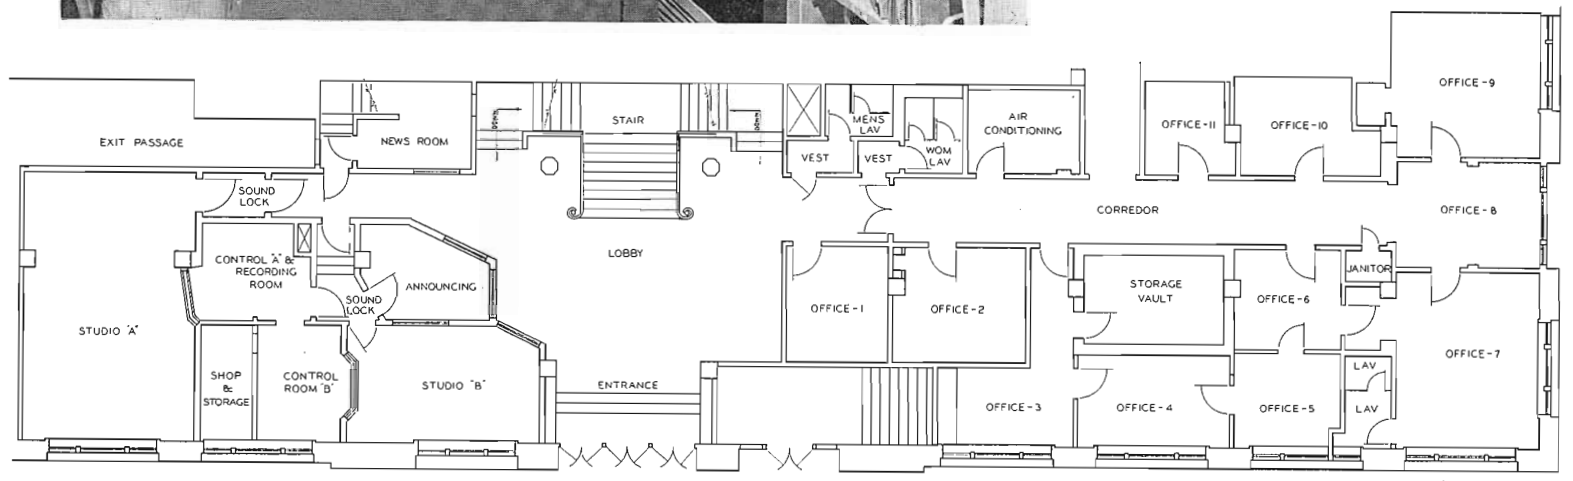 OFFICE-9
EXIT PASSAGE
NEWS ROOM
STAIR
DOWN
DOWN
MENS
LAV
WOM
LAV
VEST
VEST
AIR
CONDITIONING
OFFICE-11
OFFICE-10
SOUND
LOCK
CORREDOR
OFFICE-8
LOBBY
CONTROL "A" &
RECORDING
ROOM
SOUND
LOCK
ANNOUNCING
STUDIO "A"
OFFICE-1
OFFICE-2
STORAGE
VAULT
OFFICE-6
JANITOR
OFFICE-7
SHOP
&
STORAGE
CONTROL
ROOM "B"
STUDIO "B"
ENTRANCE
OFFICE-3
OFFICE-4
OFFICE-5
LAV
LAV